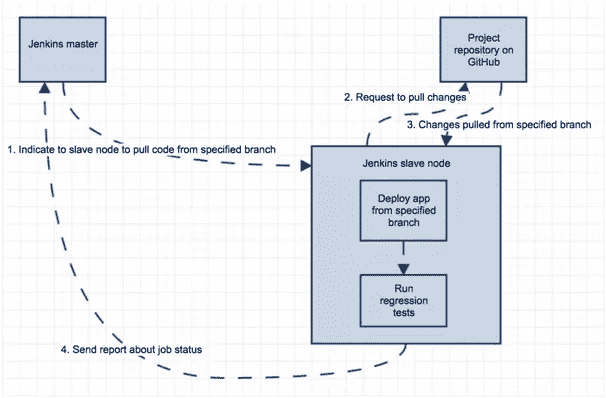 Jenkins master
Project
repository on
GitHub
2. Request to pull changes
3. Changes pulled from specified branch
1. Indicate to slave node to pull code from specified branch
Jenkins slave node
Deploy app
from specified
branch
Run
regression
tests
4. Send report about job status